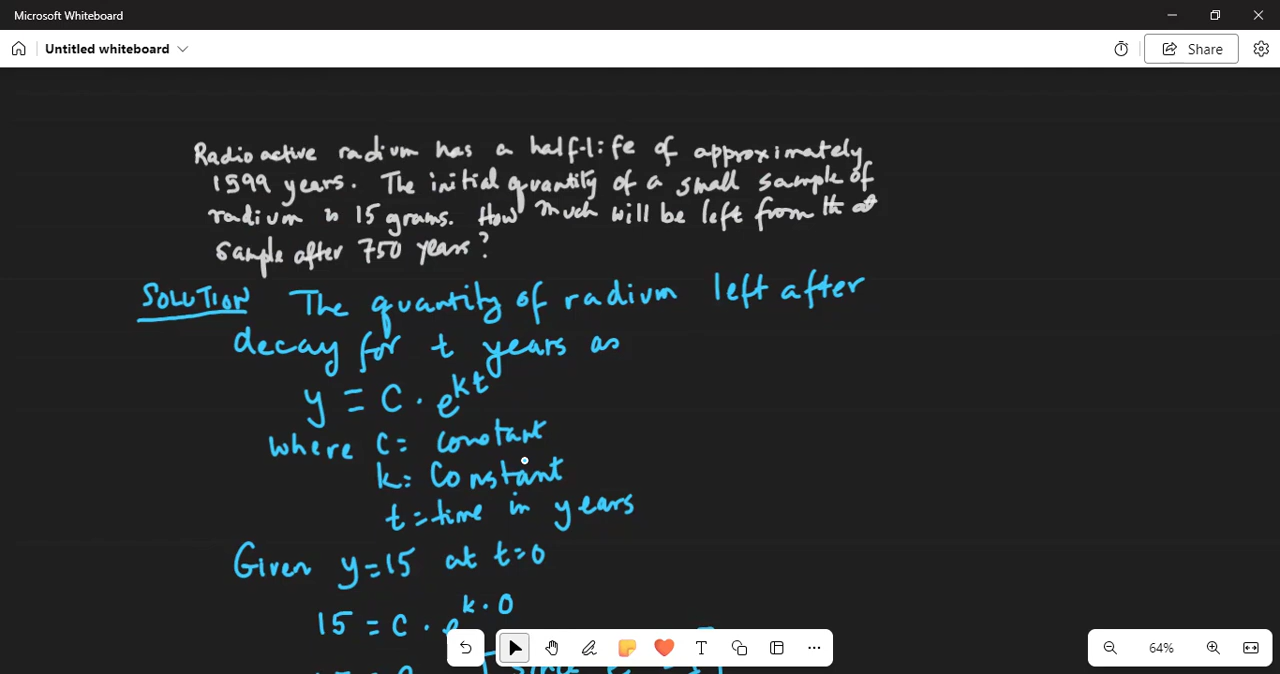 Microsoft Whiteboard
Untitled whiteboard
Share
Radioactive radium has a half-life of approximately
1599 years. The initial quantity of a small sample of
radium is 15 grams. How much will be left from that
sample after 750 years?
SOLUTION The quantity of radium left after
decay for t years as
y = C · e^kt
where C = constant
k = Constant
t = time in years
Given y = 15 at t = 0
15 = C · e^k · 0
64%